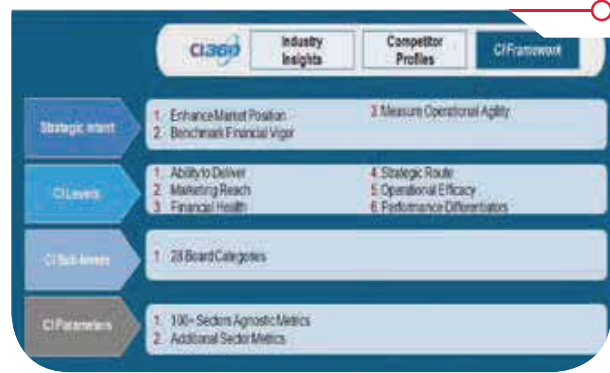 CI360
Industry
Insights
Competitor
Profiles
CI Framework
Strategic Intent
1. Enhance Market Position
2. Benchmark Financial Vigor
3. Measure Operational Agility
CI Levers
1. Ability to Deliver
2. Marketing Reach
3. Financial Health
4. Strategic Route
5. Operational Efficacy
6. Performance Differentiators
CI Sub-levers
1. 28 Board Categories
CI Parameters
1. 100+ Sectors Agnostic Metrics
2. Additional Sector Metrics